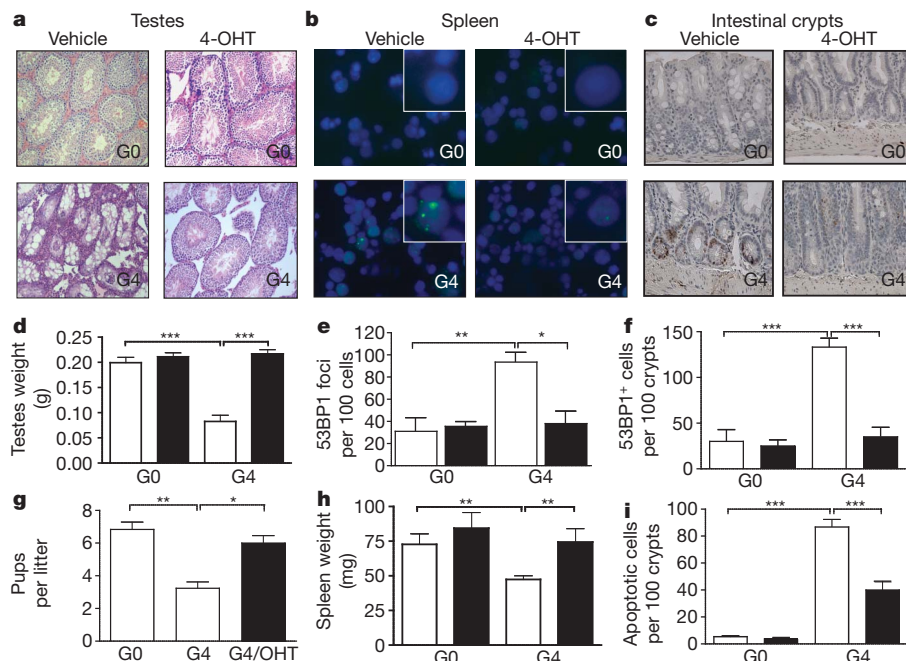 a Testes
Vehicle 4-OHT
G0 G0
G4 G4
b Spleen
Vehicle 4-OHT
G0 G0
G4 G4
c Intestinal crypts
Vehicle 4-OHT
G0 G0
G4 G4
d
Testes weight
(g)
0.25
0.20
0.15
0.10
0.05
0.00
*** ***
G0 G4
e
53BP1 foci
per 100 cells
120
100
80
60
40
20
0
** *
G0 G4
f
53BP1⁺ cells
per 100 crypts
150
100
50
0
*** ***
G0 G4
g
Pups
per litter
6
4
2
0
** *
G0 G4 G4/OHT
h
Spleen weight
(mg)
100
75
50
25
0
** **
G0 G4
i
Apoptotic cells
per 100 crypts
100
80
60
40
20
0
*** ***
G0 G4